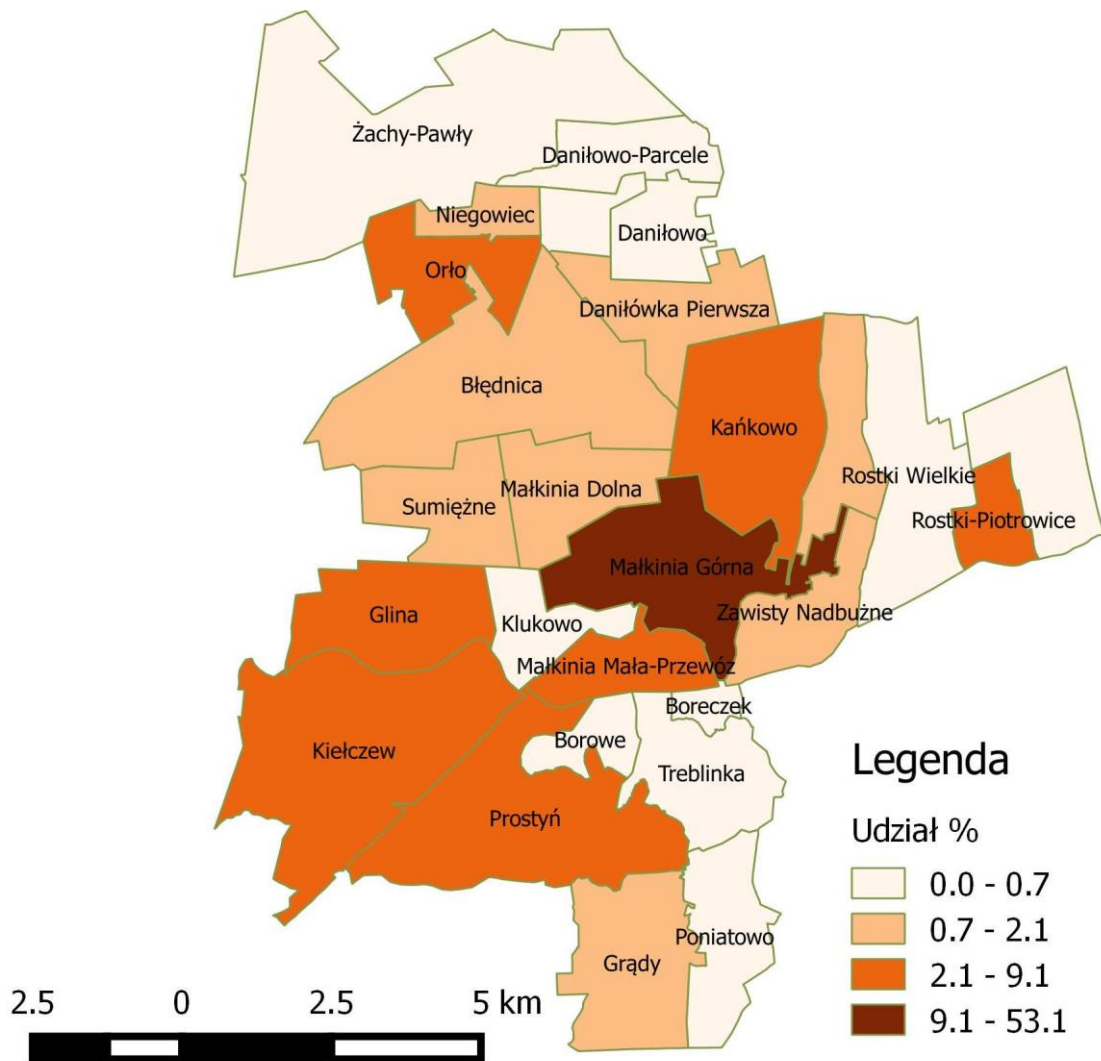 Żachy-Pawły
Daniłowo-Parcele
Niegowiec
Daniłowo
Orło
Daniłówka Pierwsza
Błędnica
Kańkowo
Rostki Wielkie
Małkinia Dolna
Sumiężne
Rostki-Piotrowice
Małkinia Górna
Glina
Zawisty Nadbużne
Klukowo
Małkinia Mała-Przewóz
Boreczek
Borowe
Kiełczew
Treblinka
Prostyń
Poniatowo
Grądy
Legenda
Udział %
0.0 - 0.7
0.7 - 2.1
2.1 - 9.1
9.1 - 53.1
2.5 0 2.5 5 km